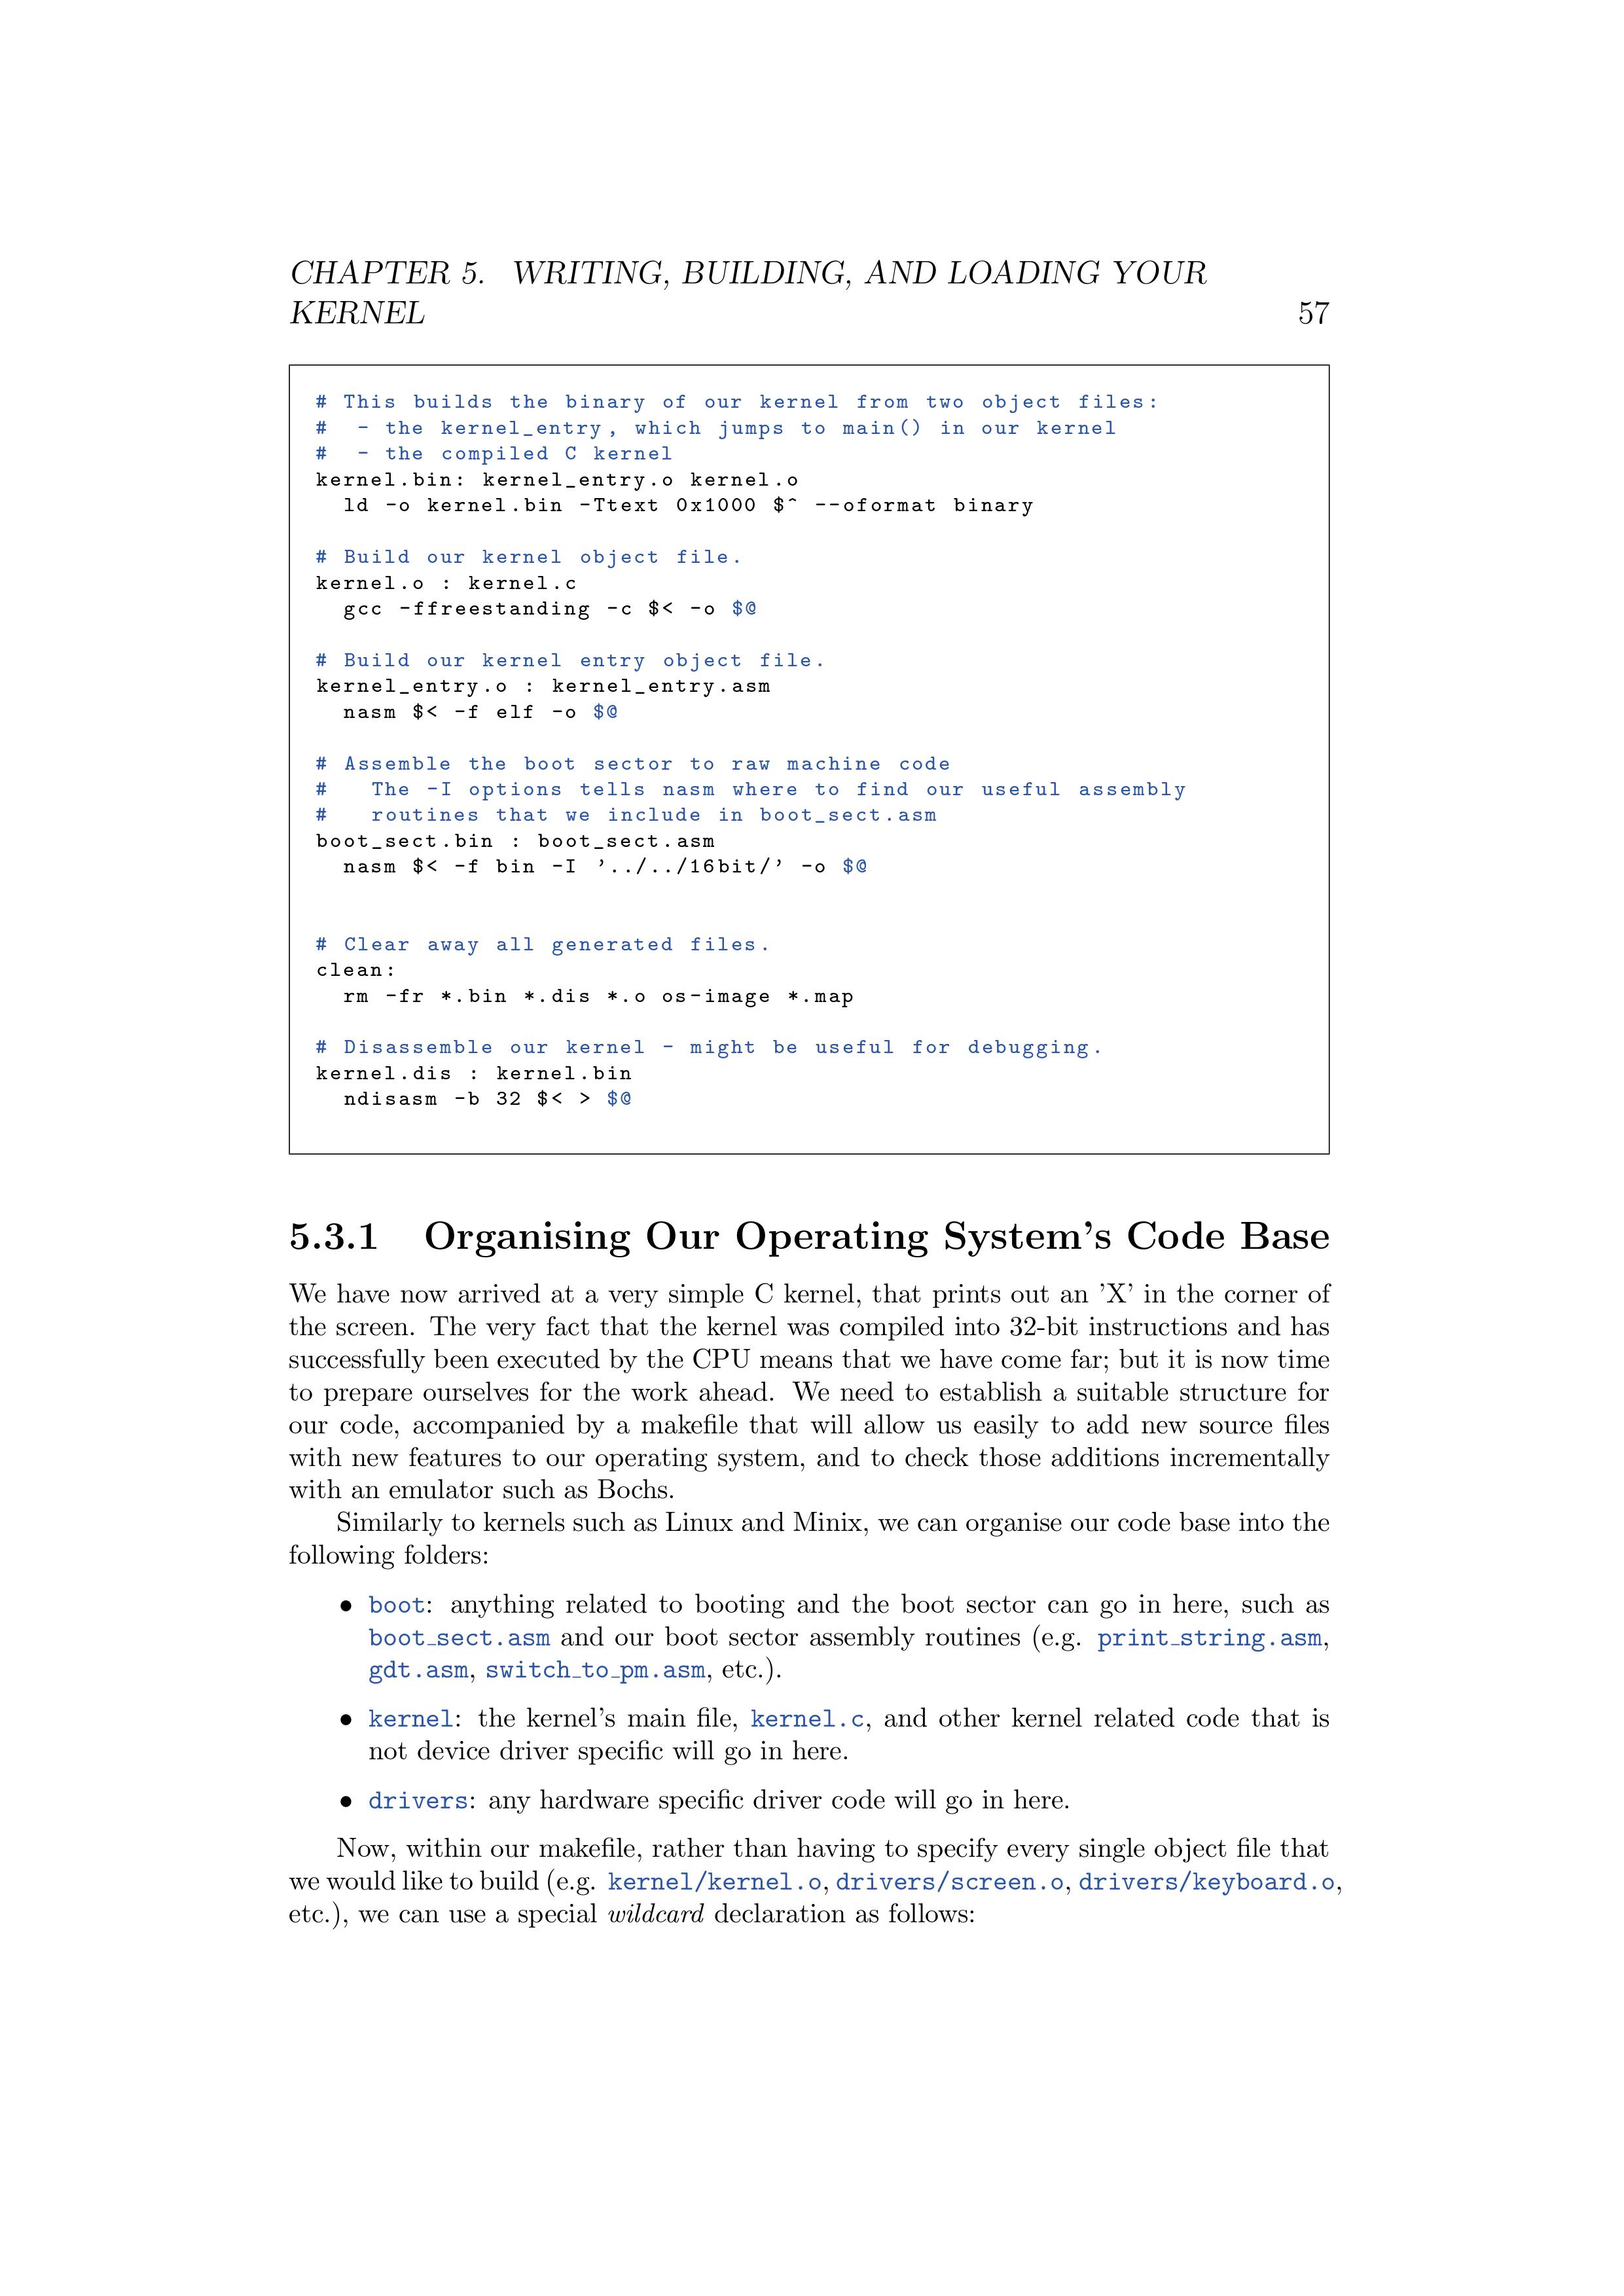 CHAPTER 5. WRITING, BUILDING, AND LOADING YOUR
KERNEL 57
# This builds the binary of our kernel from two object files:
#  - the kernel_entry, which jumps to main() in our kernel
#  - the compiled C kernel
kernel.bin: kernel_entry.o kernel.o
  ld -o kernel.bin -Ttext 0x1000 $^ --oformat binary
# Build our kernel object file.
kernel.o : kernel.c
  gcc -ffreestanding -c $< -o $@
# Build our kernel entry object file.
kernel_entry.o : kernel_entry.asm
  nasm $< -f elf -o $@
# Assemble the boot sector to raw machine code
#   The -I options tells nasm where to find our useful assembly
#   routines that we include in boot_sect.asm
boot_sect.bin : boot_sect.asm
  nasm $< -f bin -I ’../../16bit/’ -o $@
# Clear away all generated files.
clean:
  rm -fr *.bin *.dis *.o os-image *.map
# Disassemble our kernel - might be useful for debugging.
kernel.dis : kernel.bin
  ndisasm -b 32 $< > $@
5.3.1 Organising Our Operating System’s Code Base
We have now arrived at a very simple C kernel, that prints out an ’X’ in the corner of
the screen. The very fact that the kernel was compiled into 32-bit instructions and has
successfully been executed by the CPU means that we have come far; but it is now time
to prepare ourselves for the work ahead. We need to establish a suitable structure for
our code, accompanied by a makefile that will allow us easily to add new source files
with new features to our operating system, and to check those additions incrementally
with an emulator such as Bochs.
Similarly to kernels such as Linux and Minix, we can organise our code base into the
following folders:
• boot: anything related to booting and the boot sector can go in here, such as
boot_sect.asm and our boot sector assembly routines (e.g. print_string.asm,
gdt.asm, switch_to_pm.asm, etc.).
• kernel: the kernel’s main file, kernel.c, and other kernel related code that is
not device driver specific will go in here.
• drivers: any hardware specific driver code will go in here.
Now, within our makefile, rather than having to specify every single object file that
we would like to build (e.g. kernel/kernel.o, drivers/screen.o, drivers/keyboard.o,
etc.), we can use a special wildcard declaration as follows: